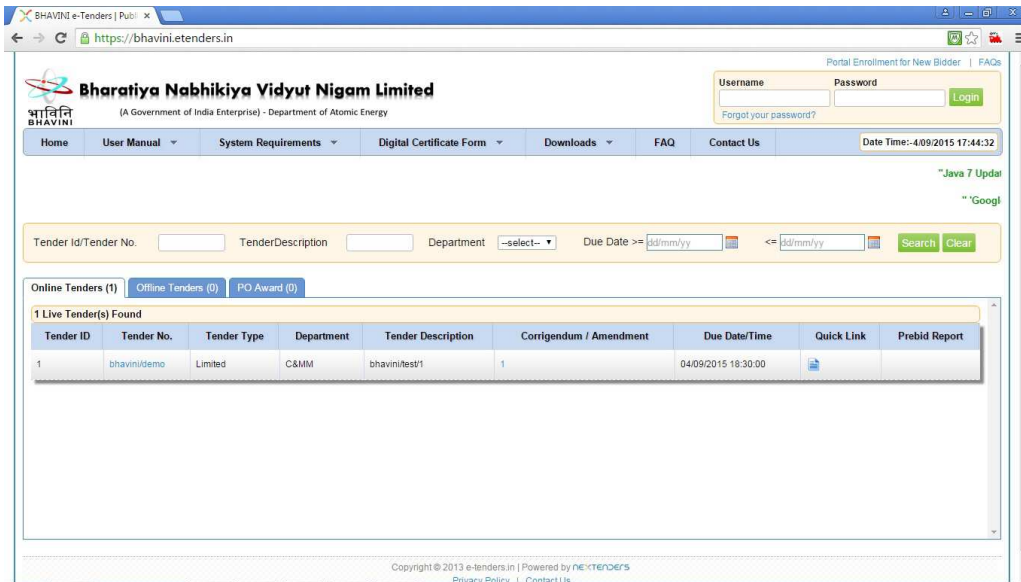 BHAVINI e-Tenders | Publ
https://bhavini.etenders.in
Portal Enrollment for New Bidder | FAQs
Bharatiya Nabhikiya Vidyut Nigam Limited
(A Government of India Enterprise) - Department of Atomic Energy
भाविनि
BHAVINI
Username Password
Login
Forgot your password?
Home User Manual System Requirements Digital Certificate Form Downloads FAQ Contact Us Date Time:-4/09/2015 17:44:32
"Java 7 Updat
" 'Googl
Tender Id/Tender No. TenderDescription Department --select-- Due Date >= dd/mm/yy <= dd/mm/yy Search Clear
Online Tenders (1) Offline Tenders (0) PO Award (0)
1 Live Tender(s) Found
Tender ID Tender No. Tender Type Department Tender Description Corrigendum / Amendment Due Date/Time Quick Link Prebid Report
1 bhavini/demo Limited C&MM bhavini/test/1 1 04/09/2015 18:30:00
Copyright © 2013 e-tenders.in | Powered by NEXTENDERS
Privacy Policy | Contact Us